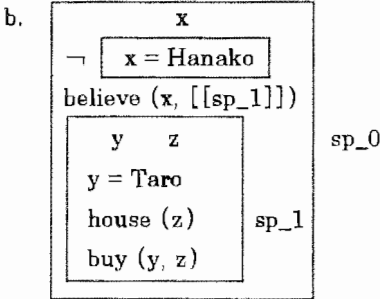 b.
x
¬ x = Hanako
believe (x, [[sp_1]])
y z
sp_0
y = Taro
house (z)
sp_1
buy (y, z)